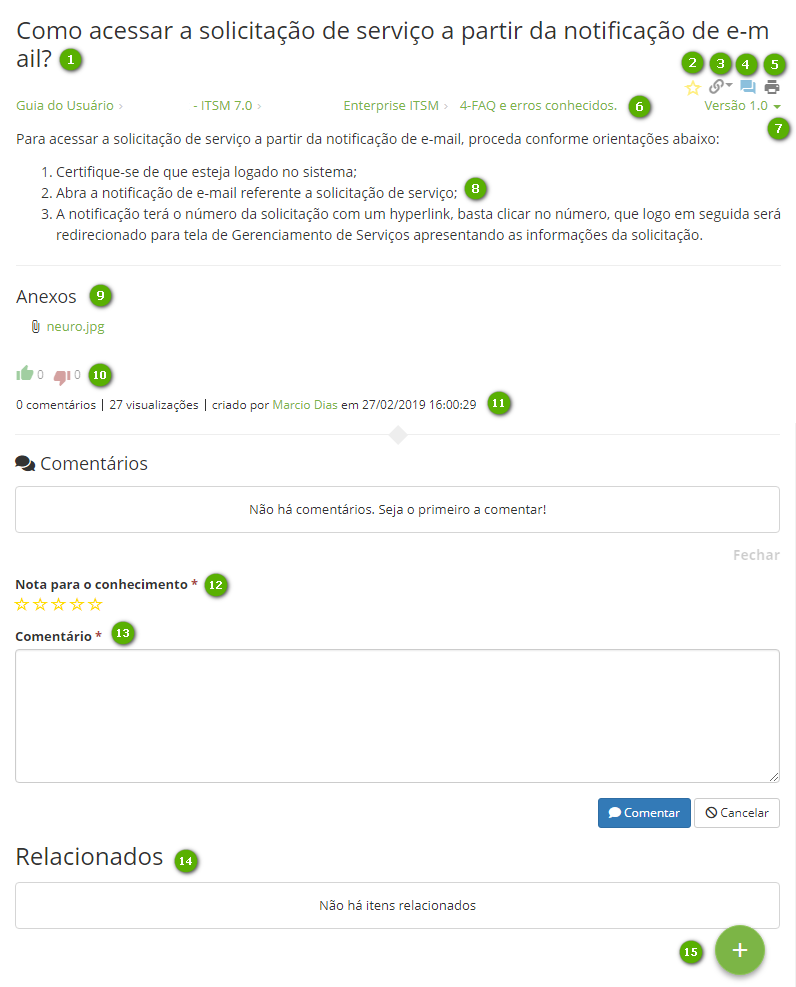 Como acessar a solicitação de serviço a partir da notificação de e-m
ail? 1
2 3 4 5
Guia do Usuário › - ITSM 7.0 › Enterprise ITSM › 4-FAQ e erros conhecidos. 6 Versão 1.0
7
Para acessar a solicitação de serviço a partir da notificação de e-mail, proceda conforme orientações abaixo:
1. Certifique-se de que esteja logado no sistema;
2. Abra a notificação de e-mail referente a solicitação de serviço; 8
3. A notificação terá o número da solicitação com um hyperlink, basta clicar no número, que logo em seguida será
redirecionado para tela de Gerenciamento de Serviços apresentando as informações da solicitação.
Anexos 9
neuro.jpg
0 0 10
0 comentários | 27 visualizações | criado por Marcio Dias em 27/02/2019 16:00:29 11
Comentários
Não há comentários. Seja o primeiro a comentar!
Fechar
Nota para o conhecimento * 12
Comentário * 13
Comentar Cancelar
Relacionados 14
Não há itens relacionados
15 +